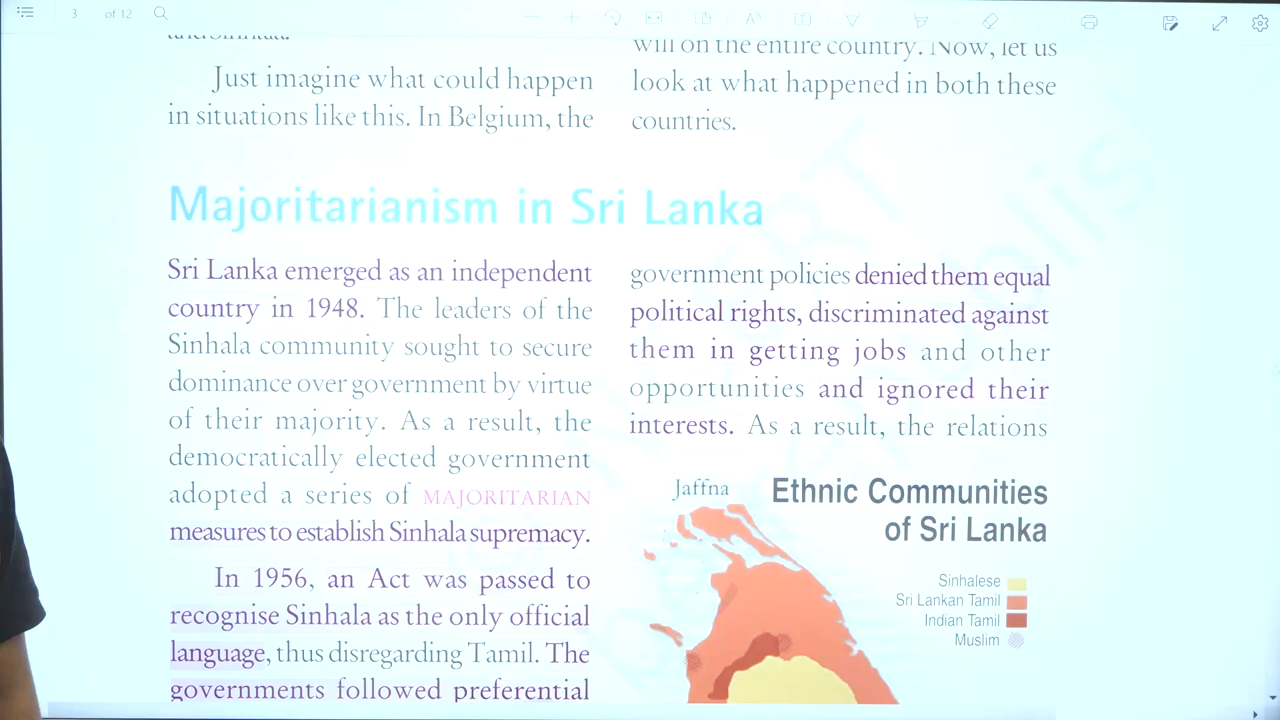 3 of 12
Just imagine what could happen
in situations like this. In Belgium, the
will on the entire country. Now, let us
look at what happened in both these
countries.
Majoritarianism in Sri Lanka
Sri Lanka emerged as an independent
country in 1948. The leaders of the
Sinhala community sought to secure
dominance over government by virtue
of their majority. As a result, the
democratically elected government
adopted a series of MAJORITARIAN
measures to establish Sinhala supremacy.
In 1956, an Act was passed to
recognise Sinhala as the only official
language, thus disregarding Tamil. The
governments followed preferential
government policies denied them equal
political rights, discriminated against
them in getting jobs and other
opportunities and ignored their
interests. As a result, the relations
Jaffna
Ethnic Communities
of Sri Lanka
Sinhalese
Sri Lankan Tamil
Indian Tamil
Muslim